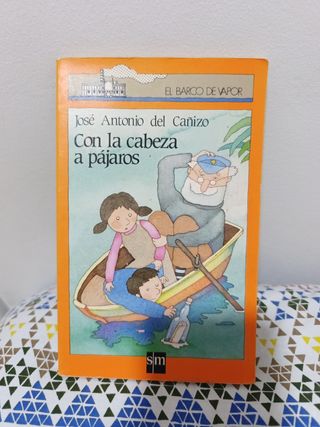 EL BARCO DE VAPOR
José Antonio del Cañizo
Con la cabeza
a pájaros
sm